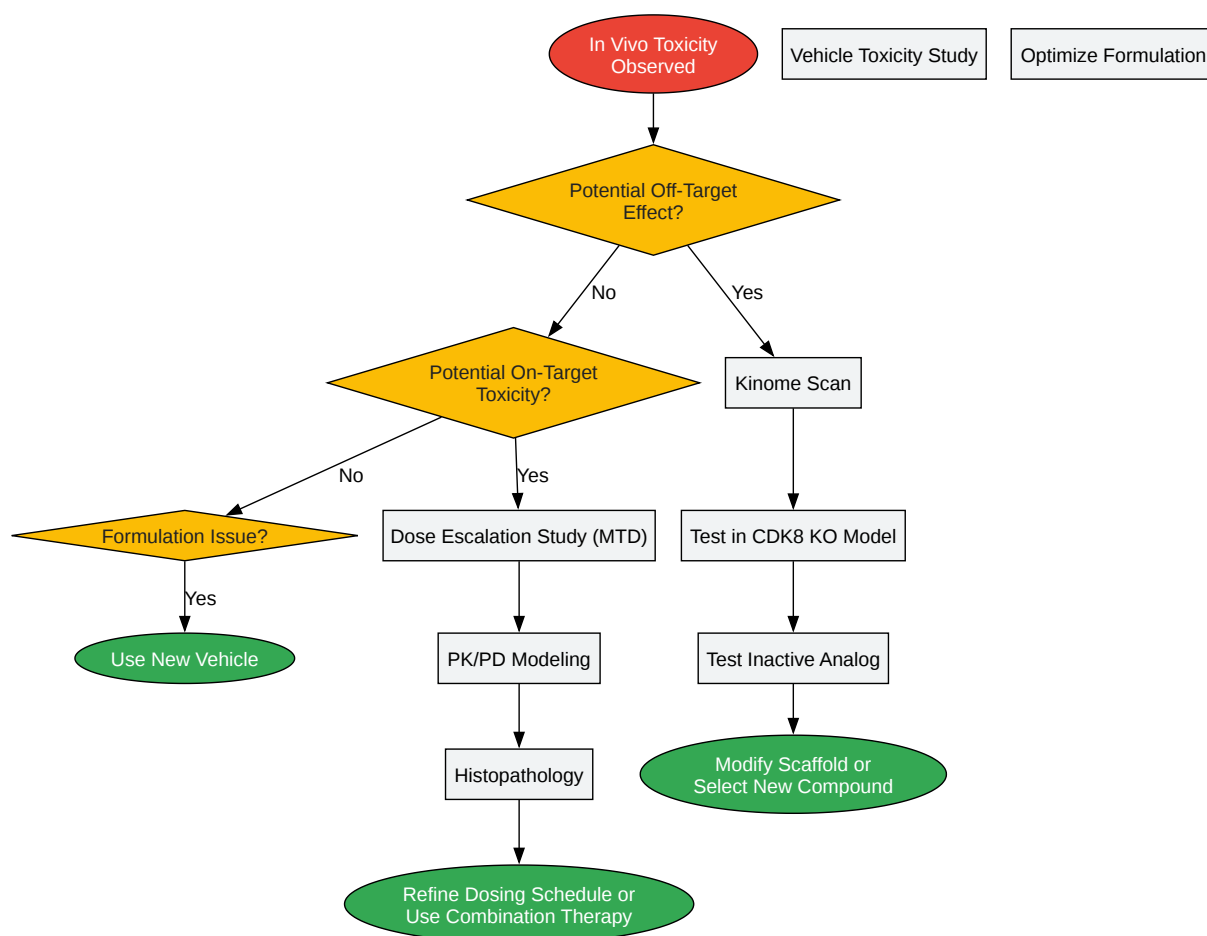 In Vivo Toxicity
Observed
Vehicle Toxicity Study
Optimize Formulation
Potential Off-Target
Effect?
No
Yes
Potential On-Target
Toxicity?
Kinome Scan
No
Yes
Formulation Issue?
Dose Escalation Study (MTD)
Test in CDK8 KO Model
Yes
Use New Vehicle
PK/PD Modeling
Test Inactive Analog
Histopathology
Modify Scaffold or
Select New Compound
Refine Dosing Schedule or
Use Combination Therapy